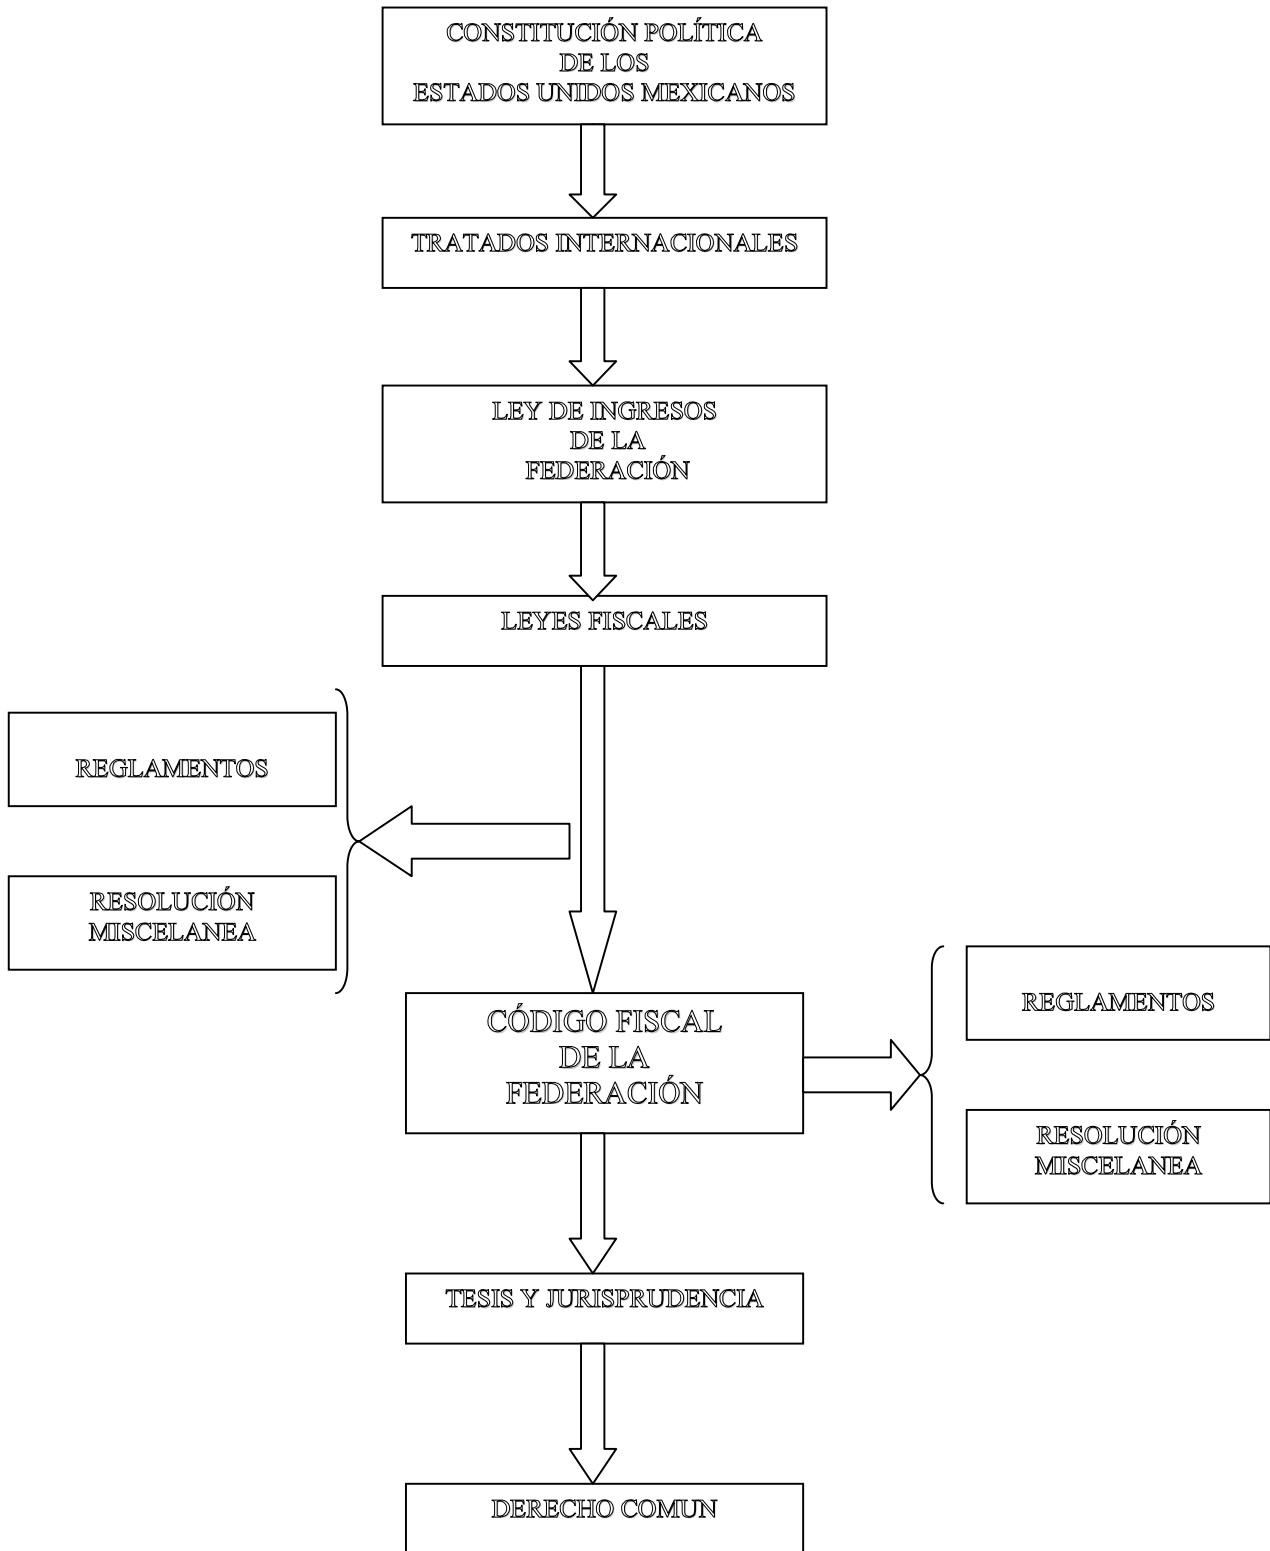 CONSTITUCIÓN POLÍTICA
DE LOS
ESTADOS UNIDOS MEXICANOS
TRATADOS INTERNACIONALES
LEY DE INGRESOS
DE LA
FEDERACIÓN
LEYES FISCALES
REGLAMENTOS
RESOLUCIÓN
MISCELANEA
CÓDIGO FISCAL
DE LA
FEDERACIÓN
REGLAMENTOS
RESOLUCIÓN
MISCELANEA
TESIS Y JURISPRUDENCIA
DERECHO COMUN